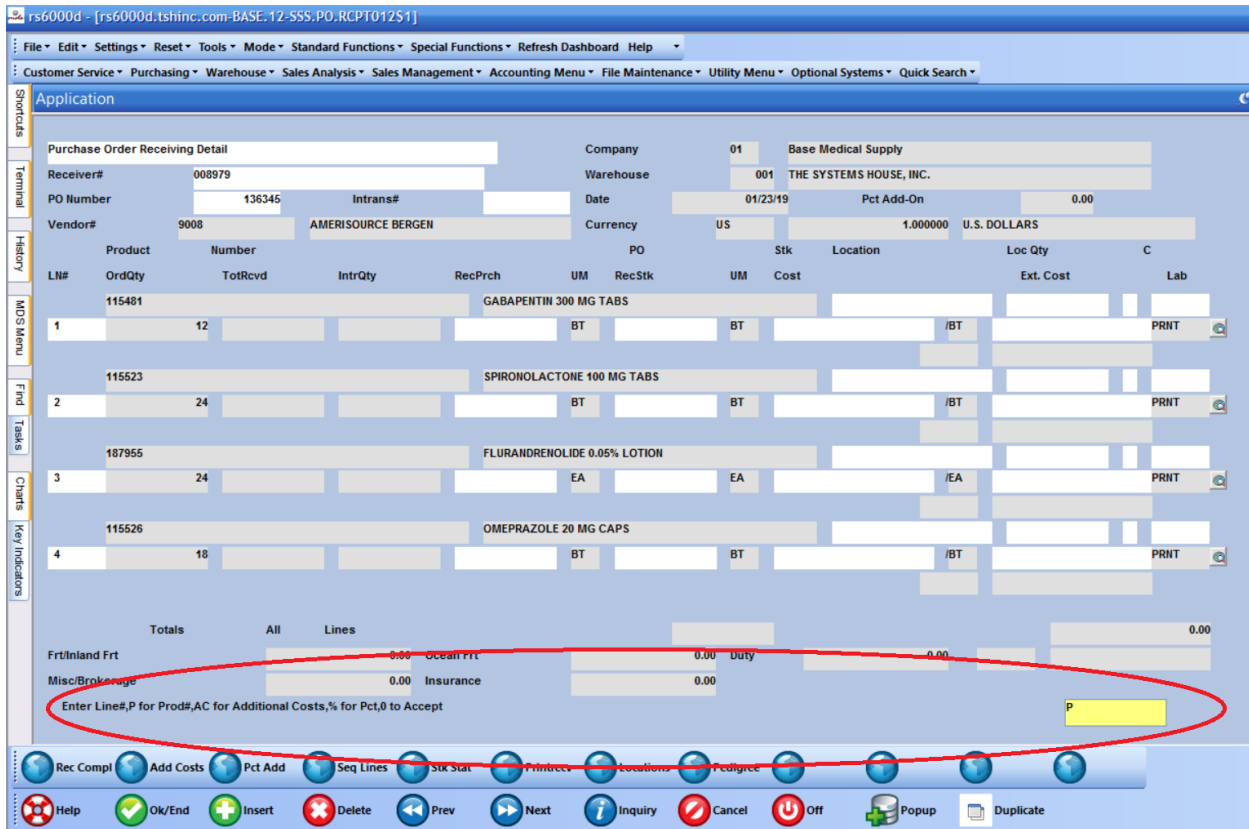 rs6000d - [rs6000d.tshinc.com-BASE.12-SSS.PO.RCPT012$1]
File Edit Settings Reset Tools Mode Standard Functions Special Functions Refresh Dashboard Help
Customer Service Purchasing Warehouse Sales Analysis Sales Management Accounting Menu File Maintenance Utility Menu Optional Systems Quick Search
Application
Shortcuts
Terminal
History
MDS Menu
Find
Tasks
Charts
Key Indicators
Purchase Order Receiving Detail Company 01 Base Medical Supply
Receiver# 008979 Warehouse 001 THE SYSTEMS HOUSE, INC.
PO Number 136345 Intrans# Date 01/23/19 Pct Add-On 0.00
Vendor# 9008 AMERISOURCE BERGEN Currency US 1.000000 U.S. DOLLARS
Product Number PO Stk Location Loc Qty C
LN# OrdQty TotRcvd IntrQty RecPrch UM RecStk UM Cost Ext. Cost Lab
115481 GABAPENTIN 300 MG TABS
1 12 BT BT /BT PRNT
115523 SPIRONOLACTONE 100 MG TABS
2 24 BT BT /BT PRNT
187955 FLURANDRENOLIDE 0.05% LOTION
3 24 EA EA /EA PRNT
115526 OMEPRAZOLE 20 MG CAPS
4 18 BT BT /BT PRNT
Totals All Lines 0.00
Frt/Inland Frt 0.00 Ocean Frt 0.00 Duty 0.00
Misc/Brokerage 0.00 Insurance 0.00
Enter Line#,P for Prod#,AC for Additional Costs,% for Pct,0 to Accept P
Rec Compl Add Costs Pct Add Seq Lines Stk Stat Printrecv Locations Pedigree
Help Ok/End Insert Delete Prev Next Inquiry Cancel Off Popup Duplicate